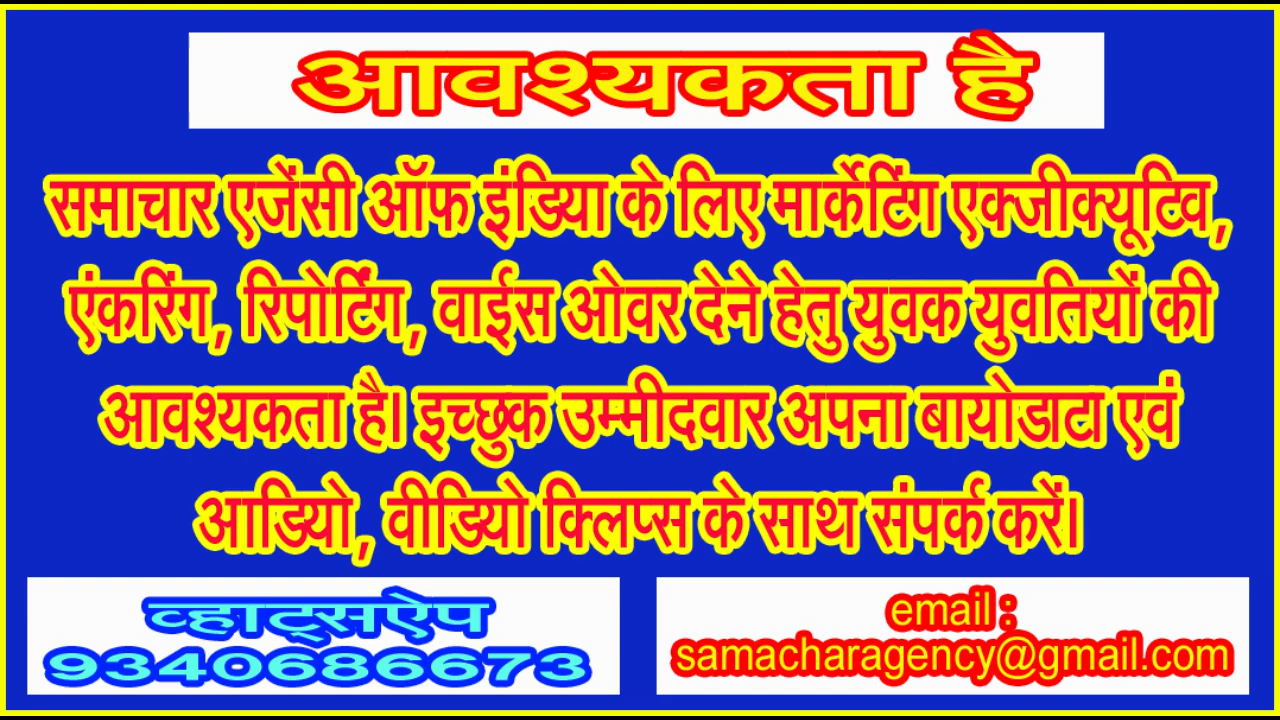 आवश्यकता है
समाचार एजेंसी ऑफ इंडिया के लिए मार्केटिंग एक्जीक्यूटिव,
एंकरिंग, रिपोर्टिंग, वाईस ओवर देने हेतु युवक युवतियों की
आवश्यकता है। इच्छुक उम्मीदवार अपना बायोडाटा एवं
आडियो, वीडियो क्लिप्स के साथ संपर्क करें।
व्हाट्सऐप
9340686673
email :
samacharagency@gmail.com